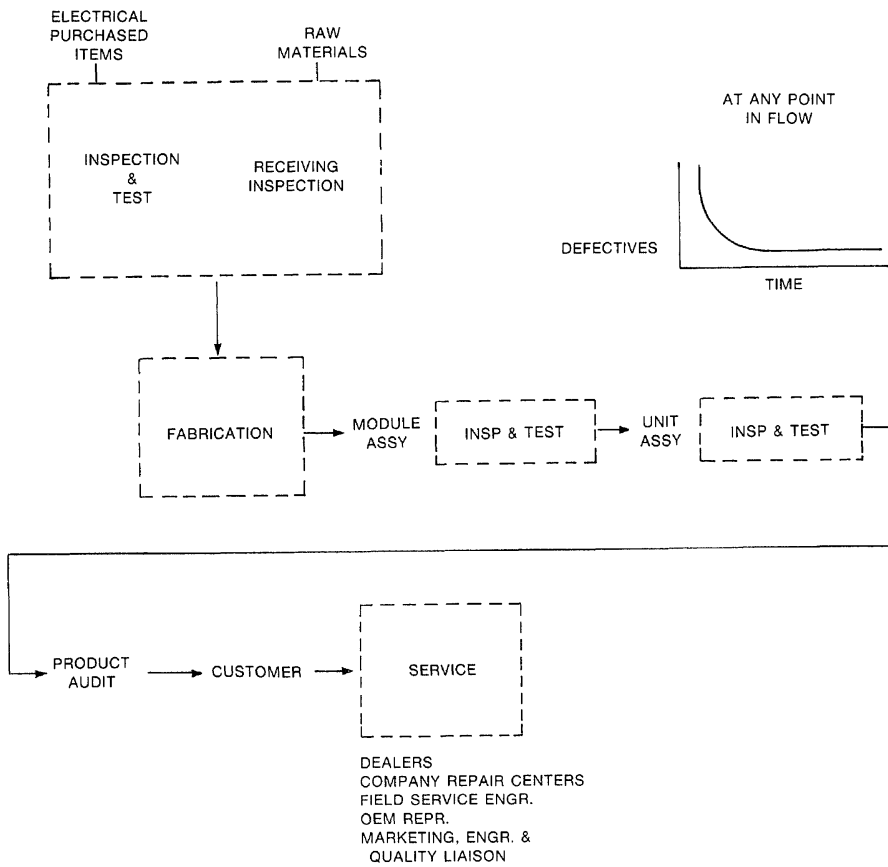 ELECTRICAL
PURCHASED
ITEMS
RAW
MATERIALS
INSPECTION
&
TEST
RECEIVING
INSPECTION
AT ANY POINT
IN FLOW
DEFECTIVES
TIME
FABRICATION
MODULE
ASSY
INSP & TEST
UNIT
ASSY
INSP & TEST
PRODUCT
AUDIT
CUSTOMER
SERVICE
DEALERS
COMPANY REPAIR CENTERS
FIELD SERVICE ENGR.
OEM REPR.
MARKETING, ENGR. &
QUALITY LIAISON